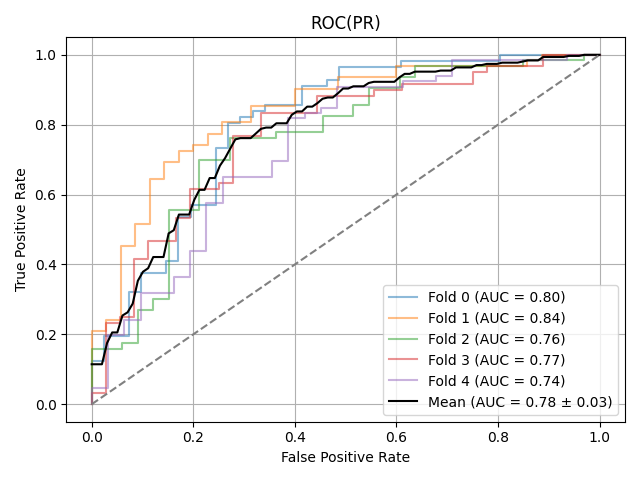 ROC(PR)
True Positive Rate
1.0
0.8
0.6
0.4
0.2
0.0
Fold 0 (AUC = 0.80)
Fold 1 (AUC = 0.84)
Fold 2 (AUC = 0.76)
Fold 3 (AUC = 0.77)
Fold 4 (AUC = 0.74)
Mean (AUC = 0.78 ± 0.03)
0.0 0.2 0.4 0.6 0.8 1.0
False Positive Rate